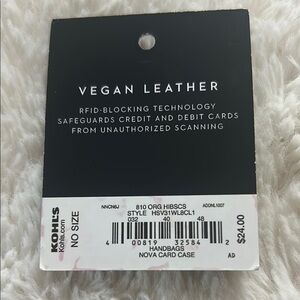 VEGAN LEATHER
RFID-BLOCKING TECHNOLOGY
SAFEGUARDS CREDIT AND DEBIT CARDS
FROM UNAUTHORIZED SCANNING
KOHL'S
Kohls.com
NO SIZE
NNCN6J
810 ORG HIBSCS
ADDNL1007
STYLE HSV31WL8CL1
032 40 48
4 00819 32584 2
HANDBAGS
NOVA CARD CASE
AD
$24.00